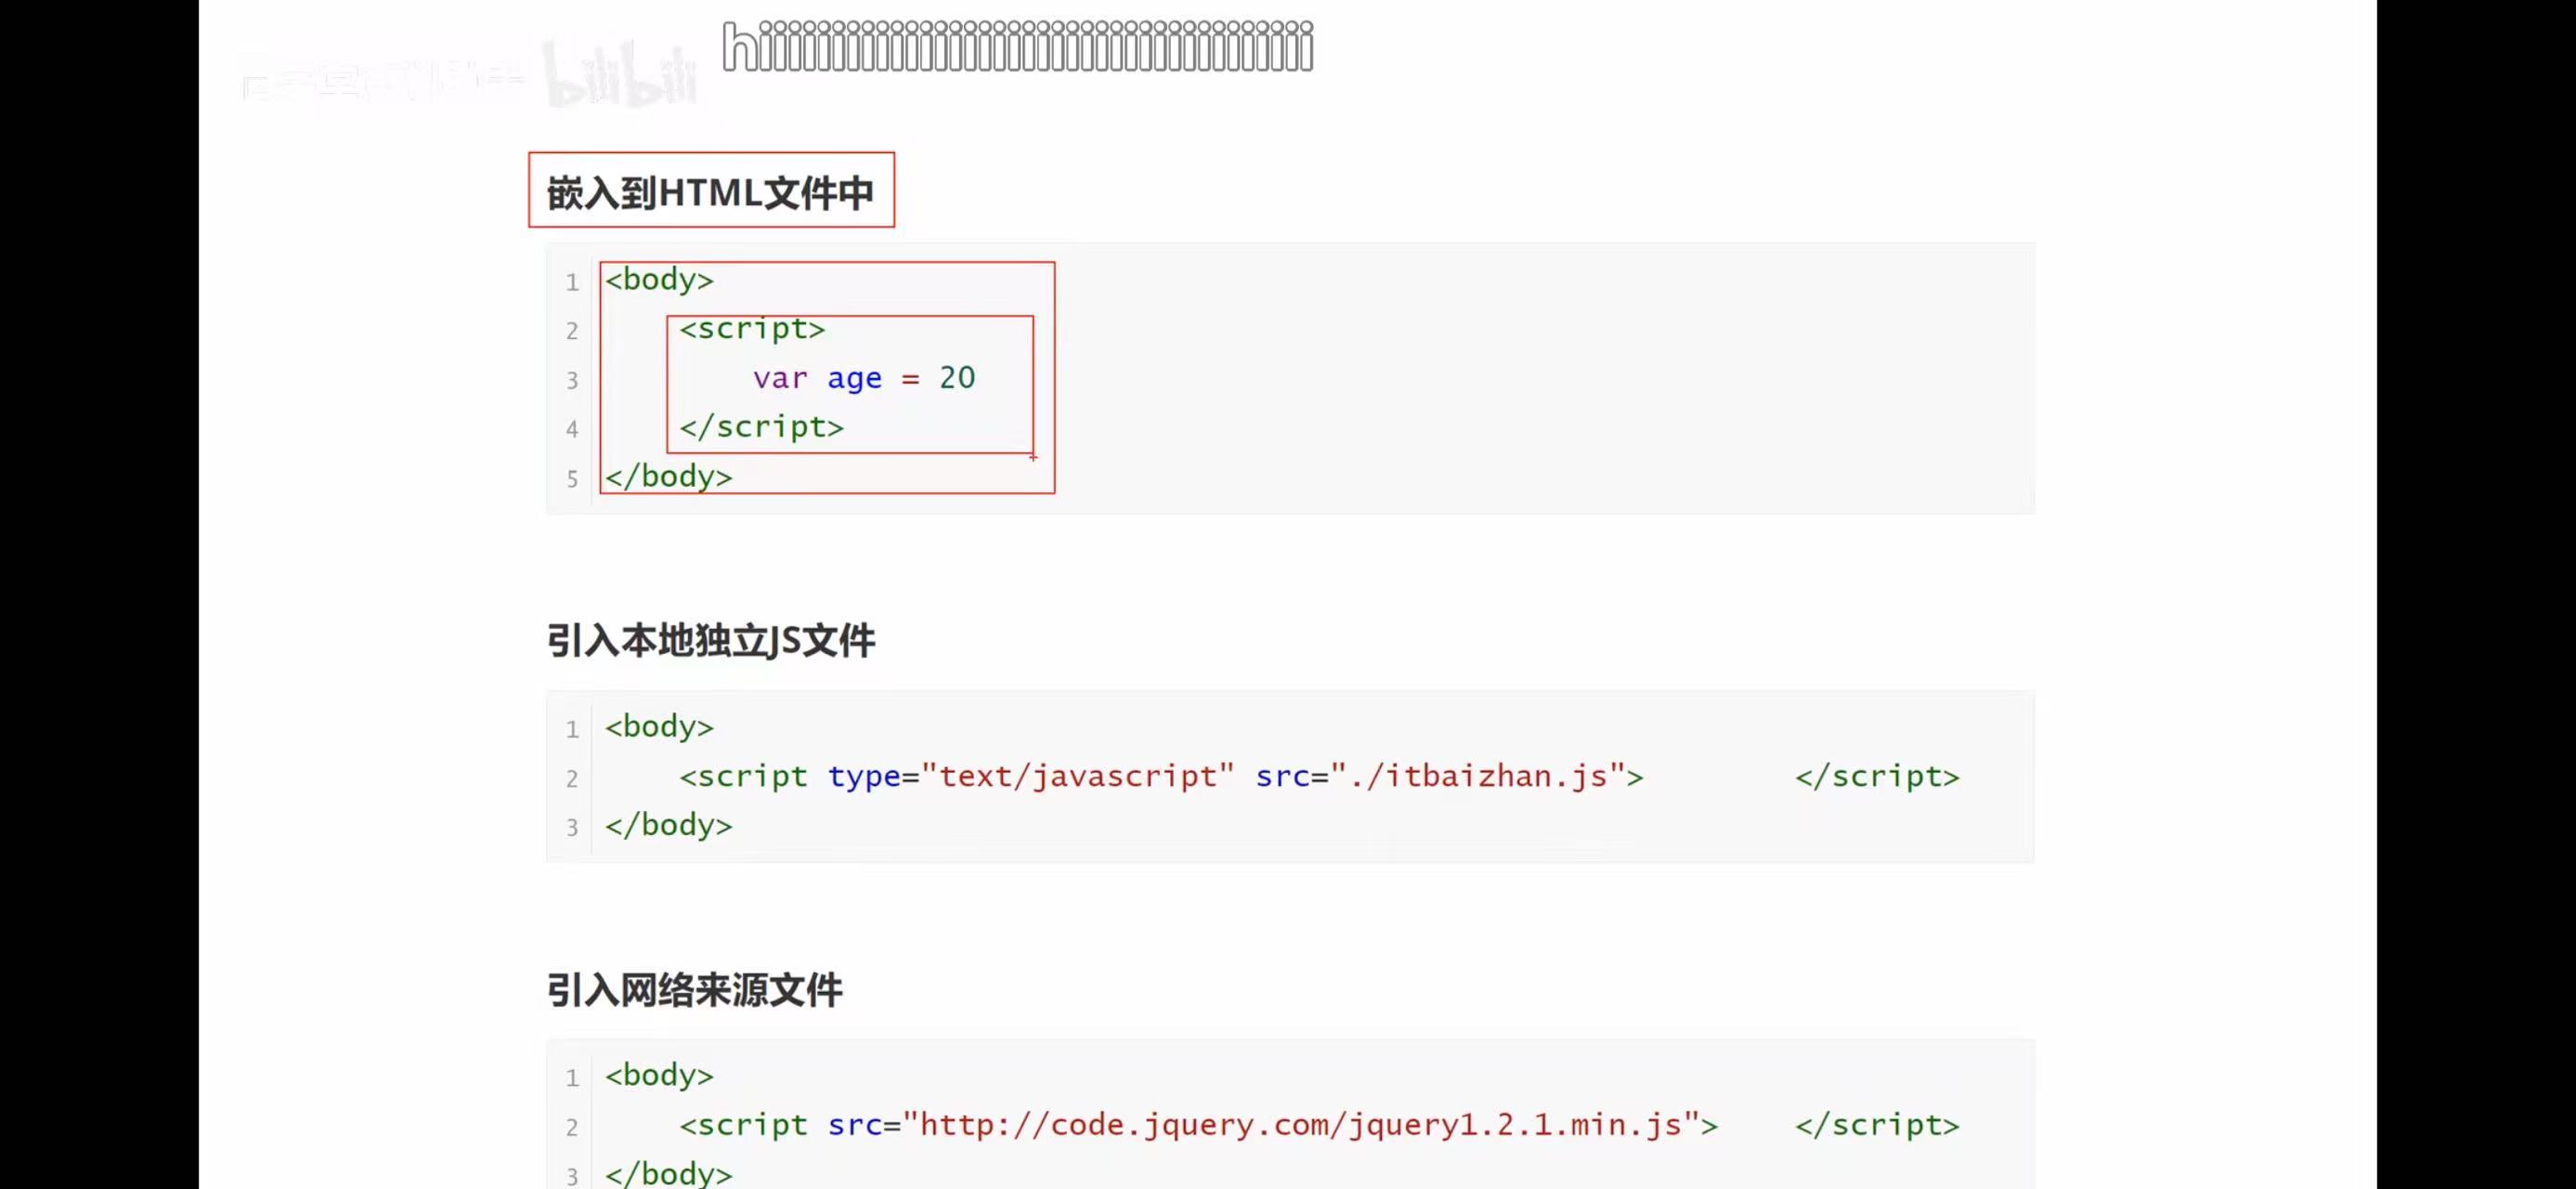 bilibili
hiiiiiiiiiiiiiiiiiiiiiiiiiiiiiiiiiiiiii
嵌入到HTML文件中
1 <body>
2 <script>
3 var age = 20
4 </script>
5 </body>
引入本地独立JS文件
1 <body>
2 <script type="text/javascript" src="./itbaizhan.js"> </script>
3 </body>
引入网络来源文件
1 <body>
2 <script src="http://code.jquery.com/jquery1.2.1.min.js"> </script>
3 </body>